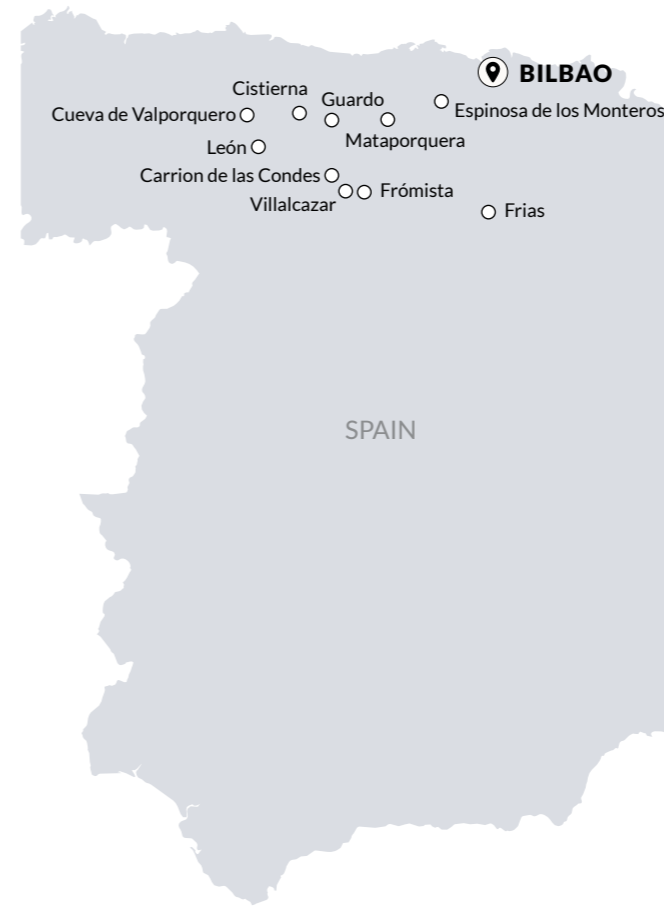 BILBAO
Cistierna
Guardo
Cueva de Valporquero
Espinosa de los Monteros
Mataporquera
León
Carrion de las Condes
Frómista
Villalcazar
Frias
SPAIN